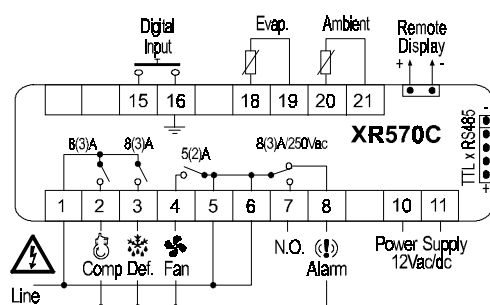 Digital
Input
Evap.
Ambient
Remote
Display
+ -
15 16 18 19 20 21
XR570C
TTL x RS485
-
+
8(3)A 8(3)A 5(2)A 8(3)A/250Vac
1 2 3 4 5 6 7 8 10 11
Comp Def. Fan
N.O.
Alarm
Power Supply
12Vac/dc
Line